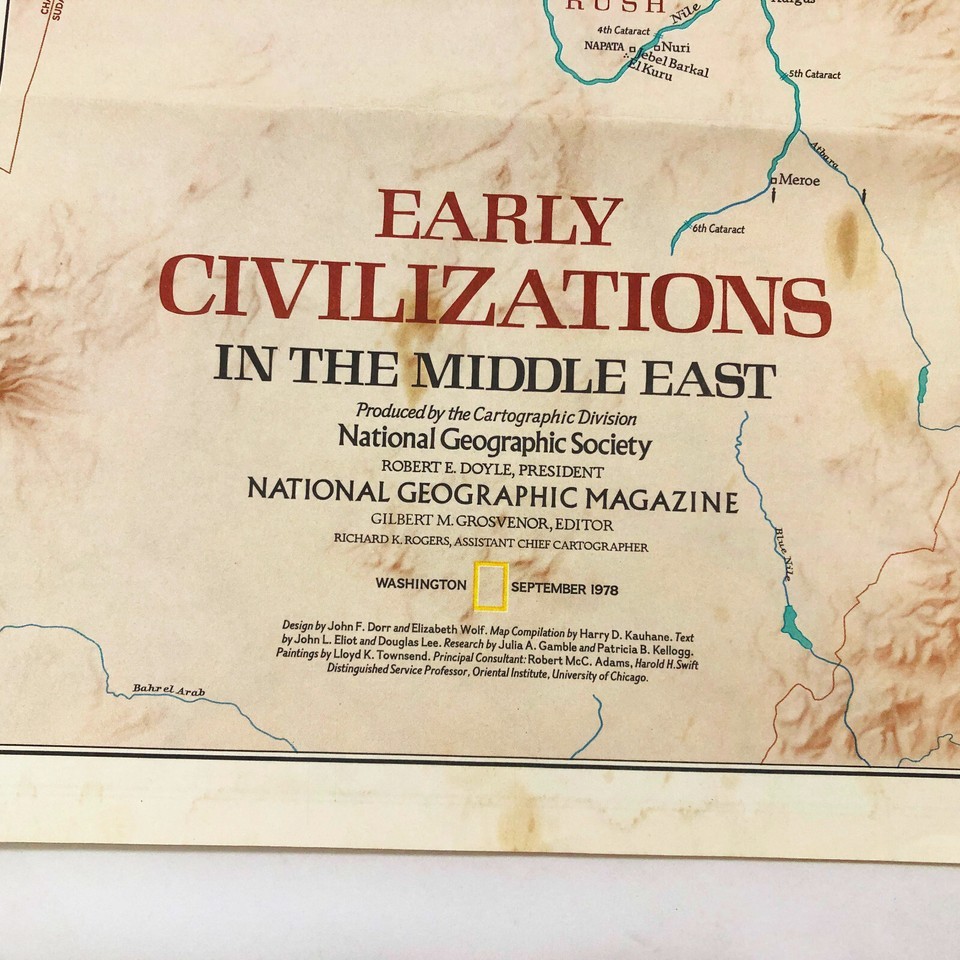 KUSH
Nile
4th Cataract
NAPATA
Nuri
Jebel Barkal
El Kuru
5th Cataract
Atbara
Meroe
6th Cataract
EARLY
CIVILIZATIONS
IN THE MIDDLE EAST
Produced by the Cartographic Division
National Geographic Society
ROBERT E. DOYLE, PRESIDENT
NATIONAL GEOGRAPHIC MAGAZINE
GILBERT M. GROSVENOR, EDITOR
RICHARD K. ROGERS, ASSISTANT CHIEF CARTOGRAPHER
WASHINGTON SEPTEMBER 1978
Blue Nile
Design by John F. Dorr and Elizabeth Wolf. Map Compilation by Harry D. Kauhane. Text
by John L. Eliot and Douglas Lee. Research by Julia A. Gamble and Patricia B. Kellogg.
Paintings by Lloyd K. Townsend. Principal Consultant: Robert McC. Adams, Harold H. Swift
Distinguished Service Professor, Oriental Institute, University of Chicago.
Bahr el Arab